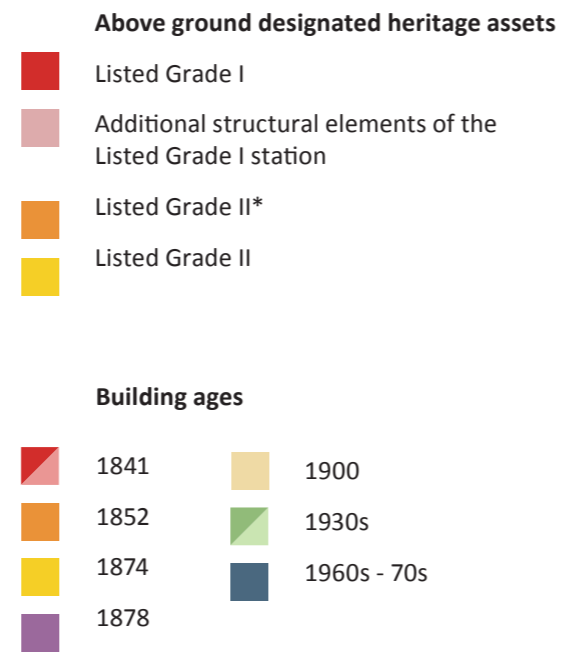 Above ground designated heritage assets
Listed Grade I
Additional structural elements of the
Listed Grade I station
Listed Grade II*
Listed Grade II
Building ages
1841
1852
1874
1878
1900
1930s
1960s - 70s